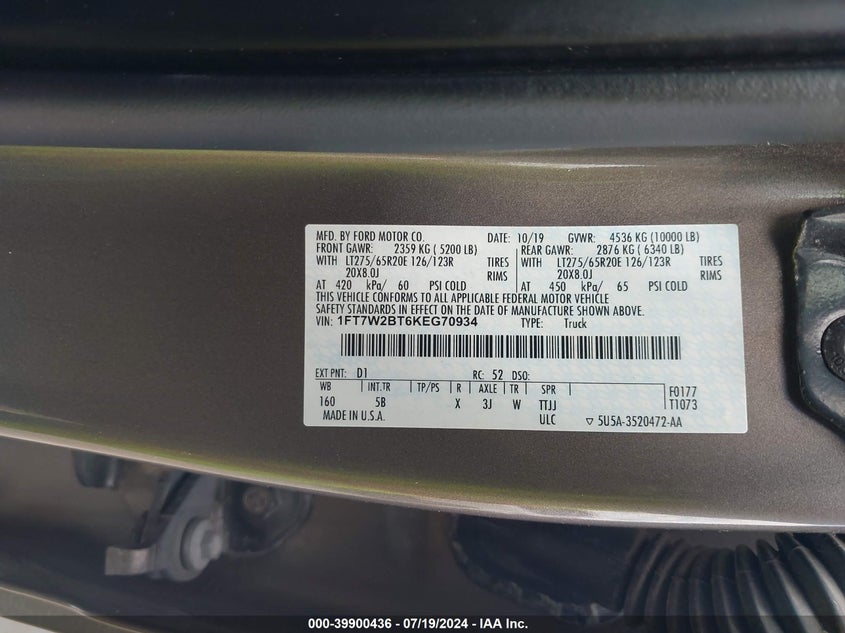 MFD. BY FORD MOTOR CO. DATE: 10/19 GVWR: 4536 KG (10000 LB)
FRONT GAWR: 2359 KG ( 5200 LB) REAR GAWR: 2876 KG ( 6340 LB)
WITH LT275/65R20E 126/123R TIRES WITH LT275/65R20E 126/123R TIRES
20X8.0J RIMS 20X8.0J RIMS
AT 420 kPa/ 60 PSI COLD AT 450 kPa/ 65 PSI COLD
THIS VEHICLE CONFORMS TO ALL APPLICABLE FEDERAL MOTOR VEHICLE
SAFETY STANDARDS IN EFFECT ON THE DATE OF MANUFACTURE SHOWN ABOVE.
VIN: 1FT7W2BT6KEG70934 TYPE: Truck
EXT PNT: D1 RC: 52 DSO:
WB INT.TR TP/PS R AXLE TR SPR F0177
160 5B X 3J W TTJJ T1073
MADE IN U.S.A. ULC ▽ 5U5A-3520472-AA
000-39900436 - 07/19/2024 - IAA Inc.